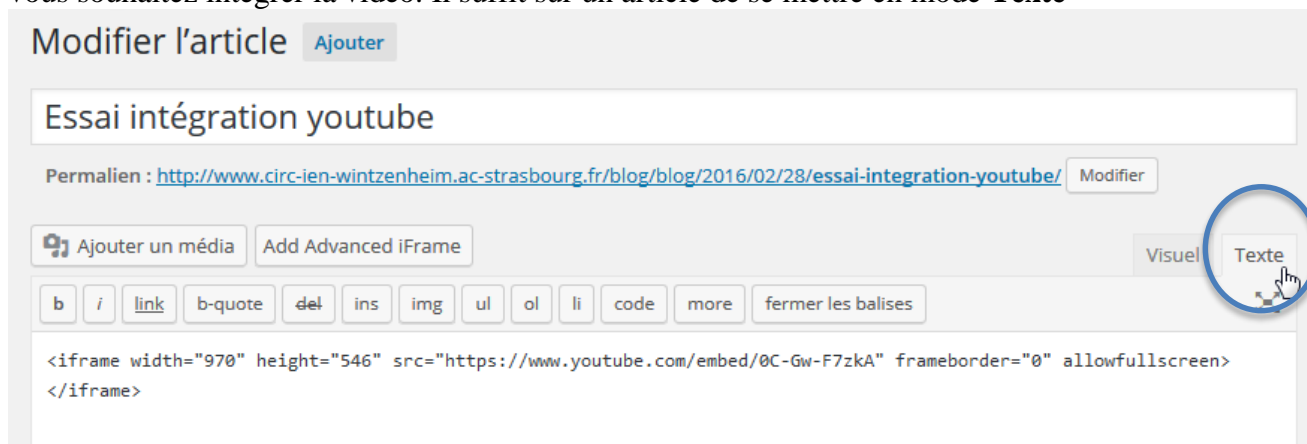 vous souhaitez intégrer la vidéo. Il suffit sur un article de se mettre en mode Texte
Modifier l'article Ajouter
Essai intégration youtube
Permalien : http://www.circ-ien-wintzenheim.ac-strasbourg.fr/blog/blog/2016/02/28/essai-integration-youtube/ Modifier
Ajouter un média Add Advanced iFrame Visuel Texte
b i link b-quote del ins img ul ol li code more fermer les balises
<iframe width="970" height="546" src="https://www.youtube.com/embed/0C-Gw-F7zkA" frameborder="0" allowfullscreen>
</iframe>